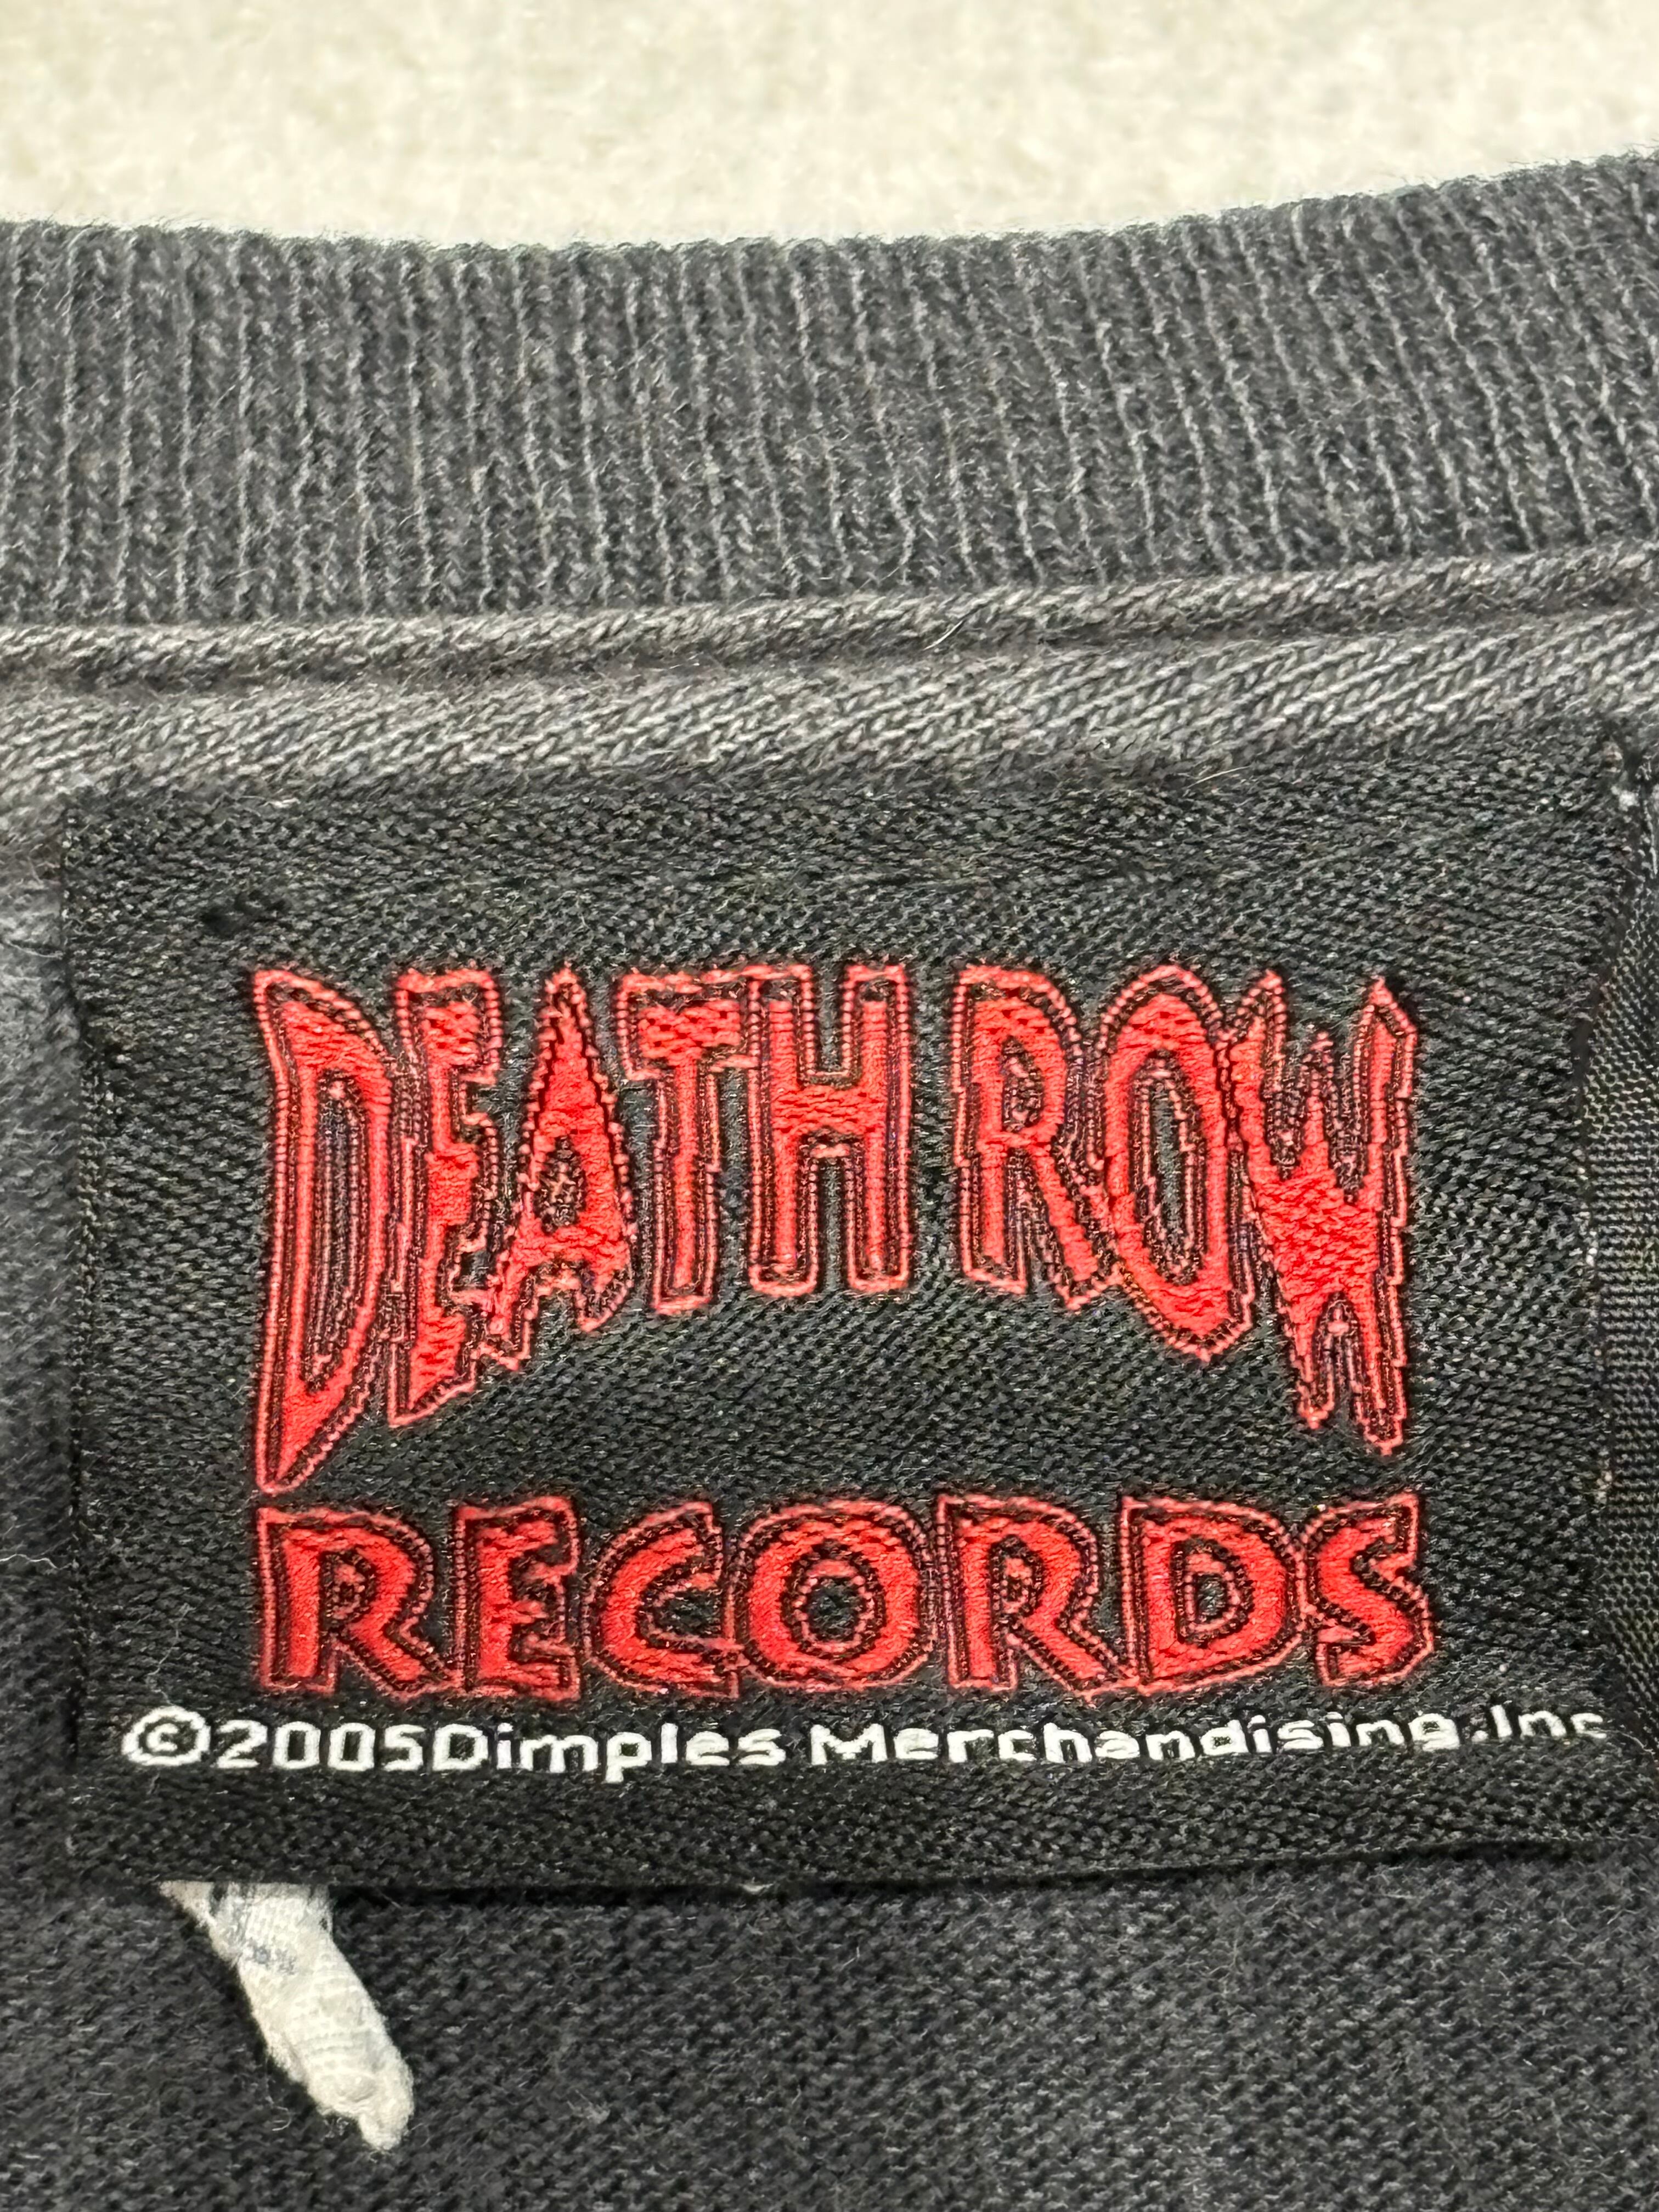 DEATH ROW
RECORDS
©2005Dimples Merchandising.Inc